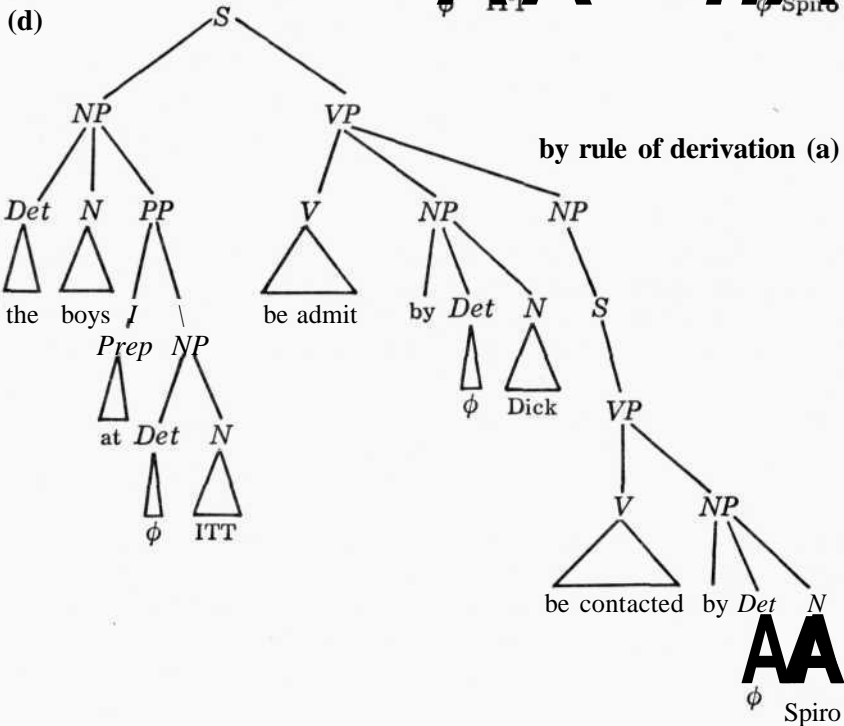 (d)
S
φ Spiro
NP VP
by rule of derivation (a)
Det N PP V NP NP
the boys I be admit by Det N S
Prep NP
φ Dick VP
at Det N
φ ITT V NP
be contacted by Det N
φ
Spiro